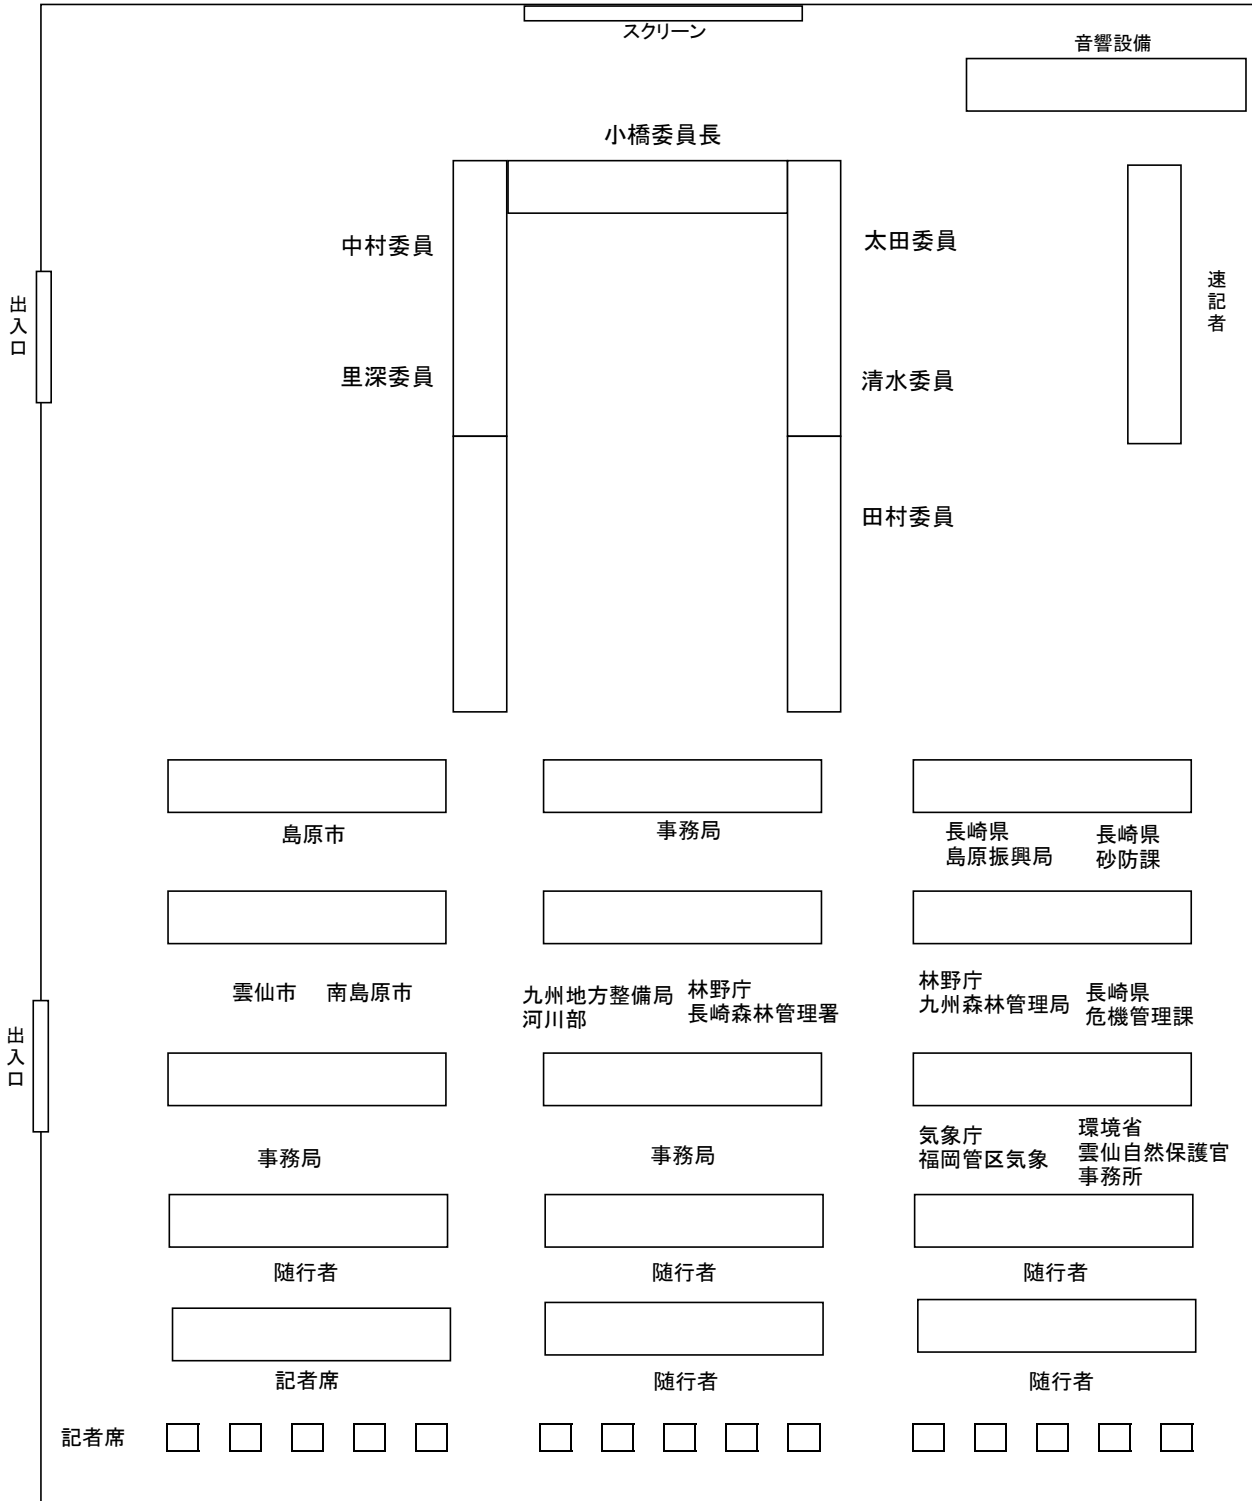 スクリーン
音響設備
小橋委員長
中村委員
太田委員
出入口
速記者
里深委員
清水委員
田村委員
島原市
事務局
長崎県
島原振興局
長崎県
砂防課
雲仙市
南島原市
九州地方整備局
河川部
林野庁
長崎森林管理署
林野庁
九州森林管理局
長崎県
危機管理課
出入口
事務局
事務局
気象庁
福岡管区気象
環境省
雲仙自然保護官
事務所
随行者
随行者
随行者
記者席
随行者
随行者
記者席